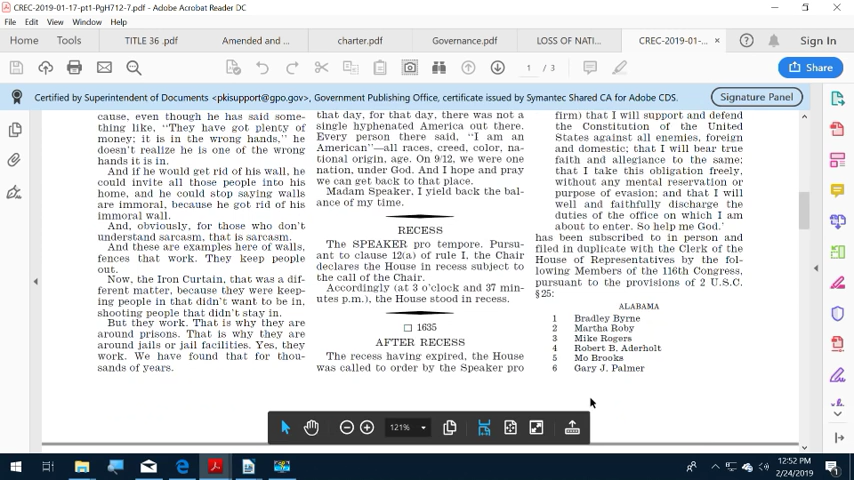 CREC-2019-01-17-pt1-PgH712-7.pdf - Adobe Acrobat Reader DC
File Edit View Window Help
Home Tools TITLE 36 .pdf Amended and ... charter.pdf Governance.pdf LOSS OF NATI... CREC-2019-01-... × Sign In
1 / 3 Share
Certified by Superintendent of Documents <pkisupport@gpo.gov>, Government Publishing Office, certificate issued by Symantec Shared CA for Adobe CDS. Signature Panel
cause, even though he has said some-
thing like, "They have got plenty of
money; it is in the wrong hands," he
doesn't realize he is one of the wrong
hands it is in.
And if he would get rid of his wall, he
could invite all those people into his
home, and he could stop saying walls
are immoral, because he got rid of his
immoral wall.
And, obviously, for those who don't
understand sarcasm, that is sarcasm.
And these are examples here of walls,
fences that work. They keep people
out.
Now, the Iron Curtain, that was a dif-
ferent matter, because they were keep-
ing people in that didn't want to be in,
shooting people that didn't stay in.
But they work. That is why they are
around prisons. That is why they are
around jails or jail facilities. Yes, they
work. We have found that for thou-
sands of years.
that day, for that day, there was not a
single hyphenated America out there.
Every person there said, "I am an
American"—all races, creed, color, na-
tional origin, age. On 9/12, we were one
nation, under God. And I hope and pray
we can get back to that place.
Madam Speaker, I yield back the bal-
ance of my time.
RECESS
The SPEAKER pro tempore. Pursu-
ant to clause 12(a) of rule I, the Chair
declares the House in recess subject to
the call of the Chair.
Accordingly (at 3 o'clock and 37 min-
utes p.m.), the House stood in recess.
□ 1635
AFTER RECESS
The recess having expired, the House
was called to order by the Speaker pro
firm) that I will support and defend
the Constitution of the United
States against all enemies, foreign
and domestic; that I will bear true
faith and allegiance to the same;
that I take this obligation freely,
without any mental reservation or
purpose of evasion; and that I will
well and faithfully discharge the
duties of the office on which I am
about to enter. So help me God.'
has been subscribed to in person and
filed in duplicate with the Clerk of the
House of Representatives by the fol-
lowing Members of the 116th Congress,
pursuant to the provisions of 2 U.S.C.
§25:
ALABAMA
1 Bradley Byrne
2 Martha Roby
3 Mike Rogers
4 Robert B. Aderholt
5 Mo Brooks
6 Gary J. Palmer
121%
12:52 PM
2/24/2019
1